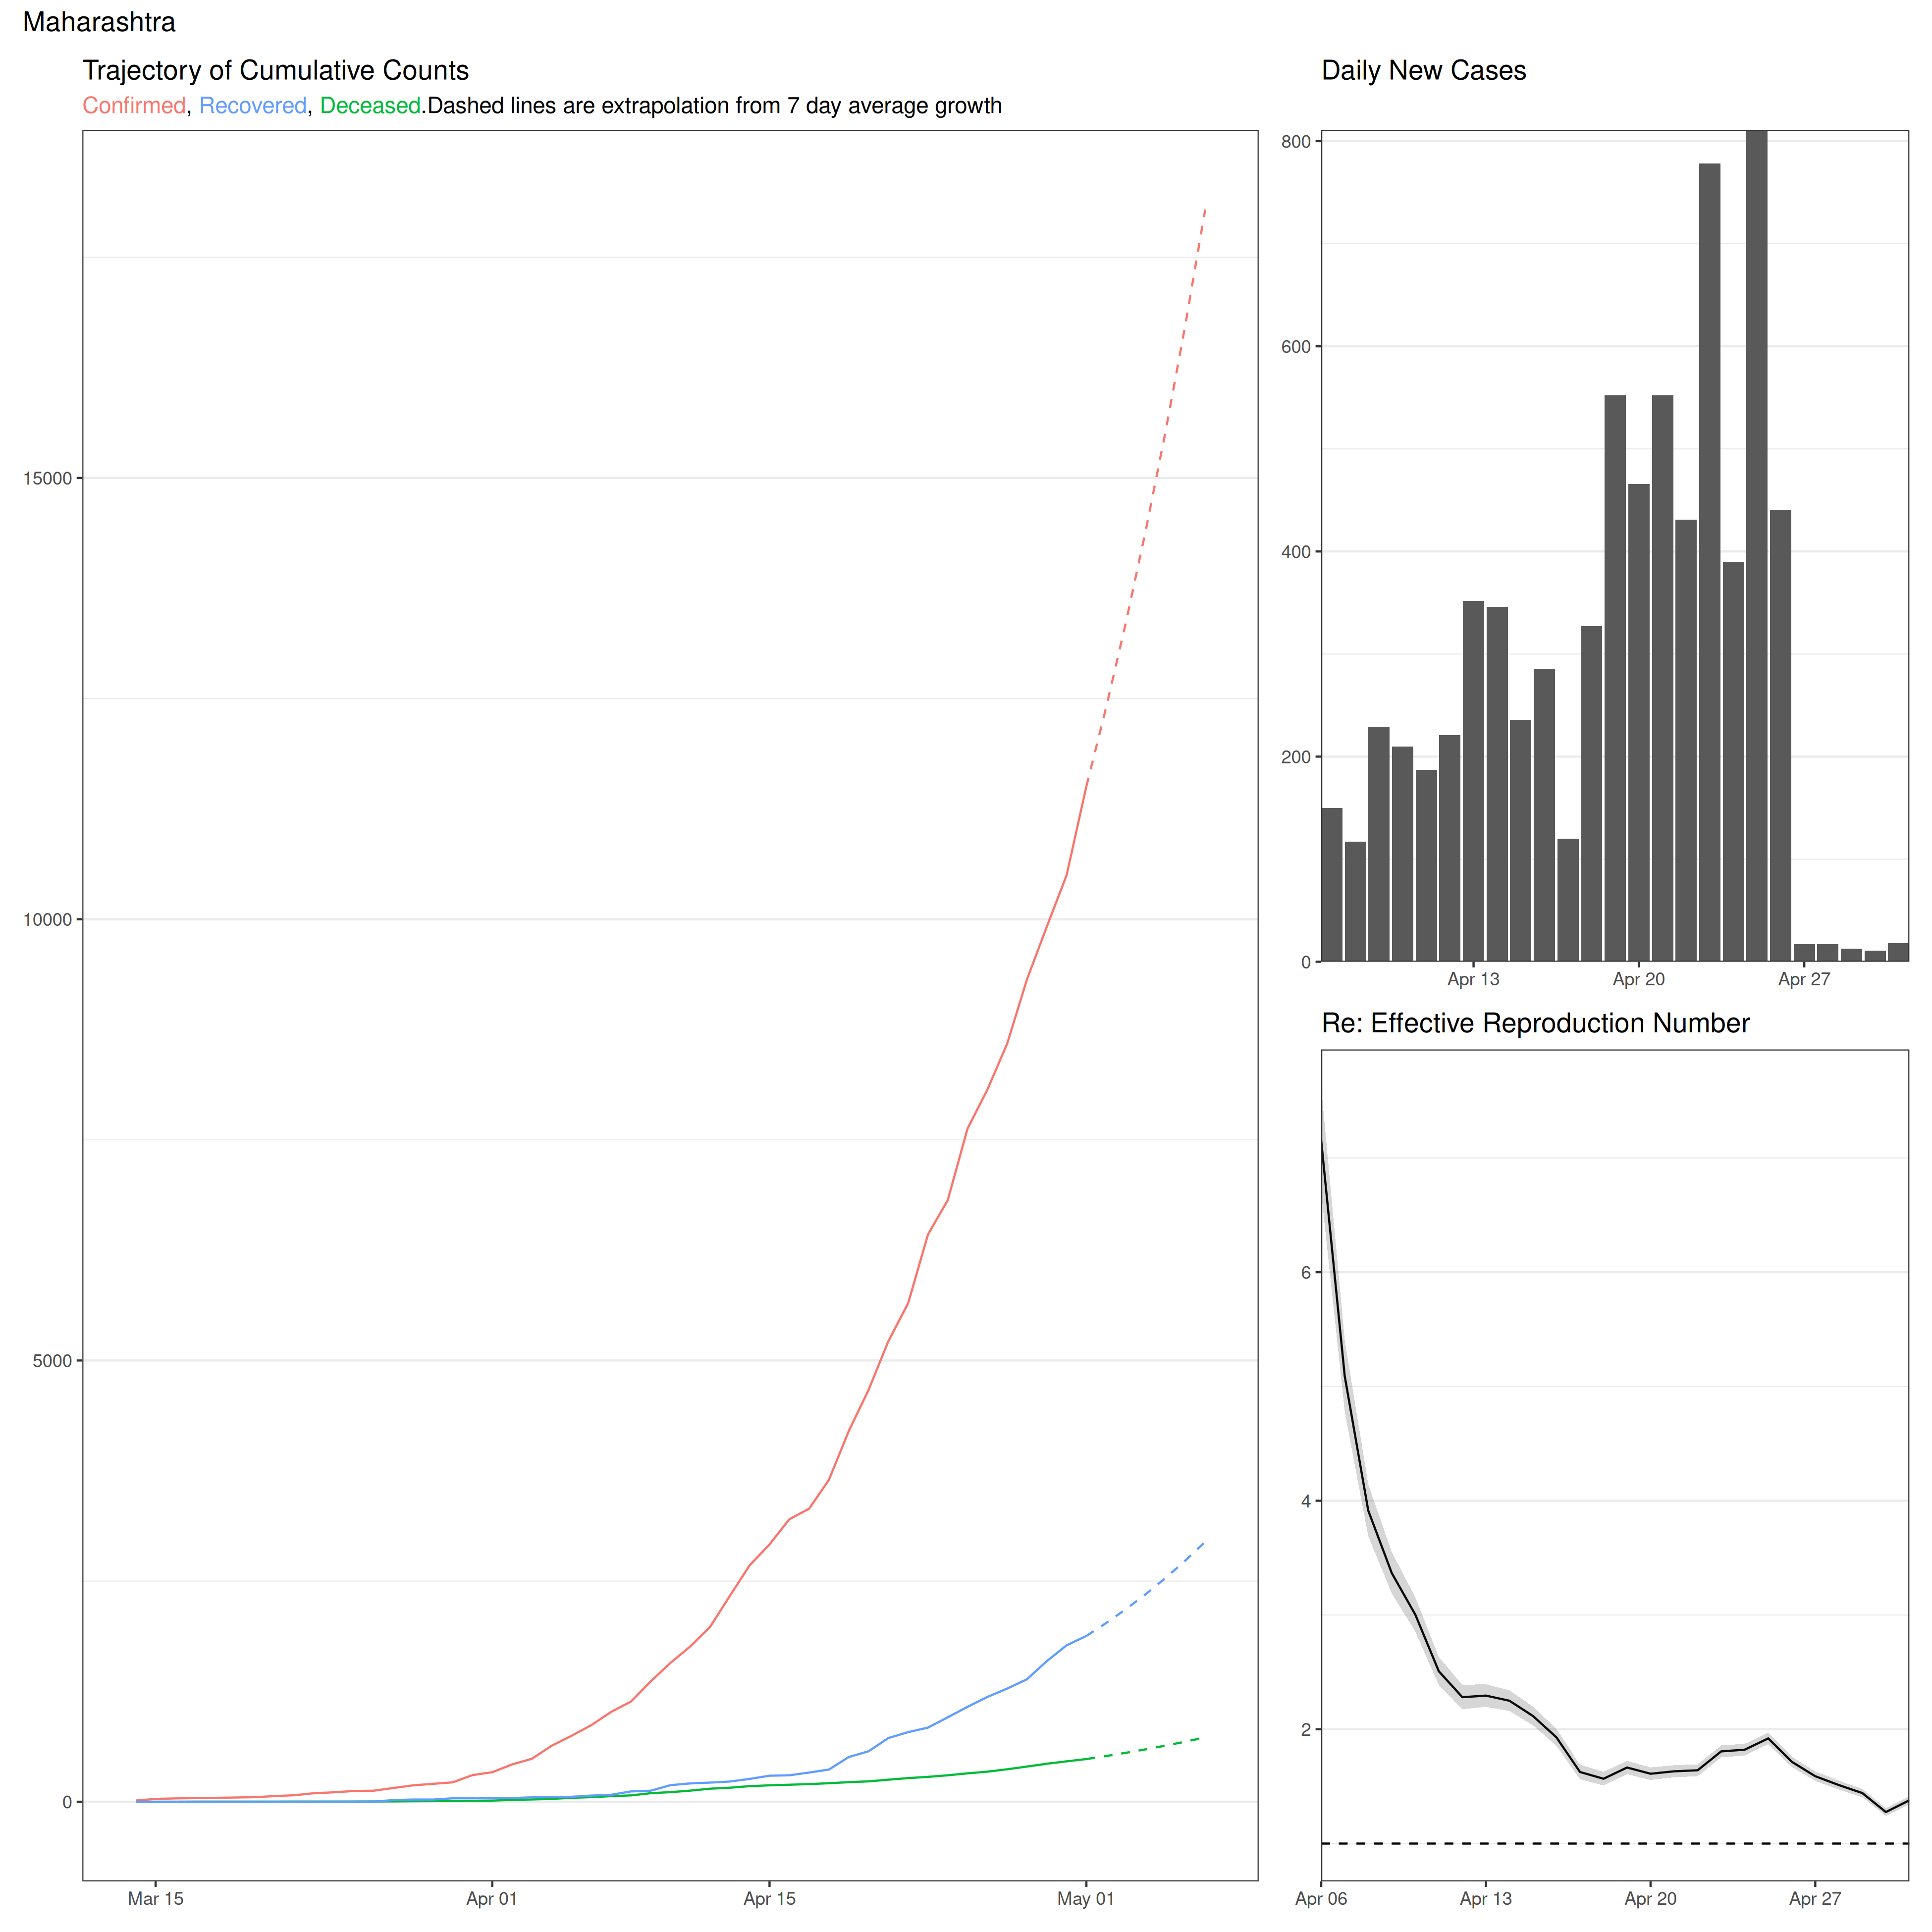 Maharashtra
Trajectory of Cumulative Counts
Confirmed, Recovered, Deceased.Dashed lines are extrapolation from 7 day average growth
15000
10000
5000
0
Mar 15 Apr 01 Apr 15 May 01
Daily New Cases
800
600
400
200
0
Apr 13 Apr 20 Apr 27
Re: Effective Reproduction Number
6
4
2
Apr 06 Apr 13 Apr 20 Apr 27